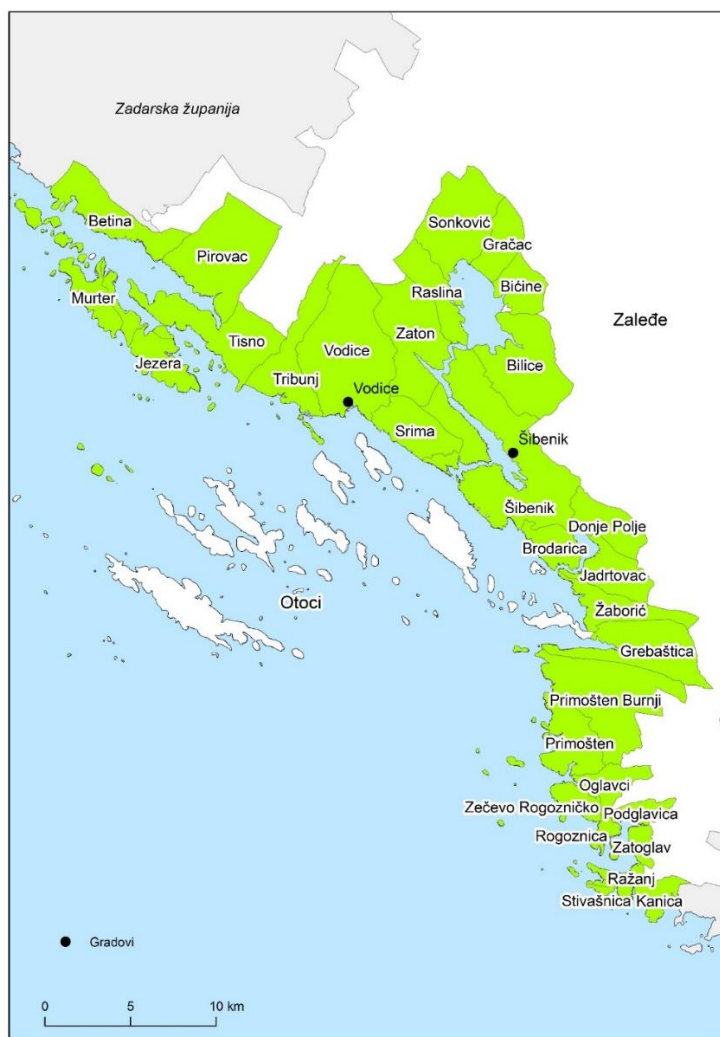 Zadarska županija
Betina
Pirovac
Sonković
Gračac
Murter
Raslina
Bićine
Zaton
Zaleđe
Tisno
Vodice
Jezera
Bilice
Tribunj
Vodice
Srima
Šibenik
Šibenik
Donje Polje
Brodarica
Jadrtovac
Otoci
Žaborić
Grebaštica
Primošten Burnji
Primošten
Oglavci
Zečevo Rogozničko
Podglavica
Rogoznica
Zatoglav
Ražanj
Stivašnica
Kanica
Gradovi
0 5 10 km